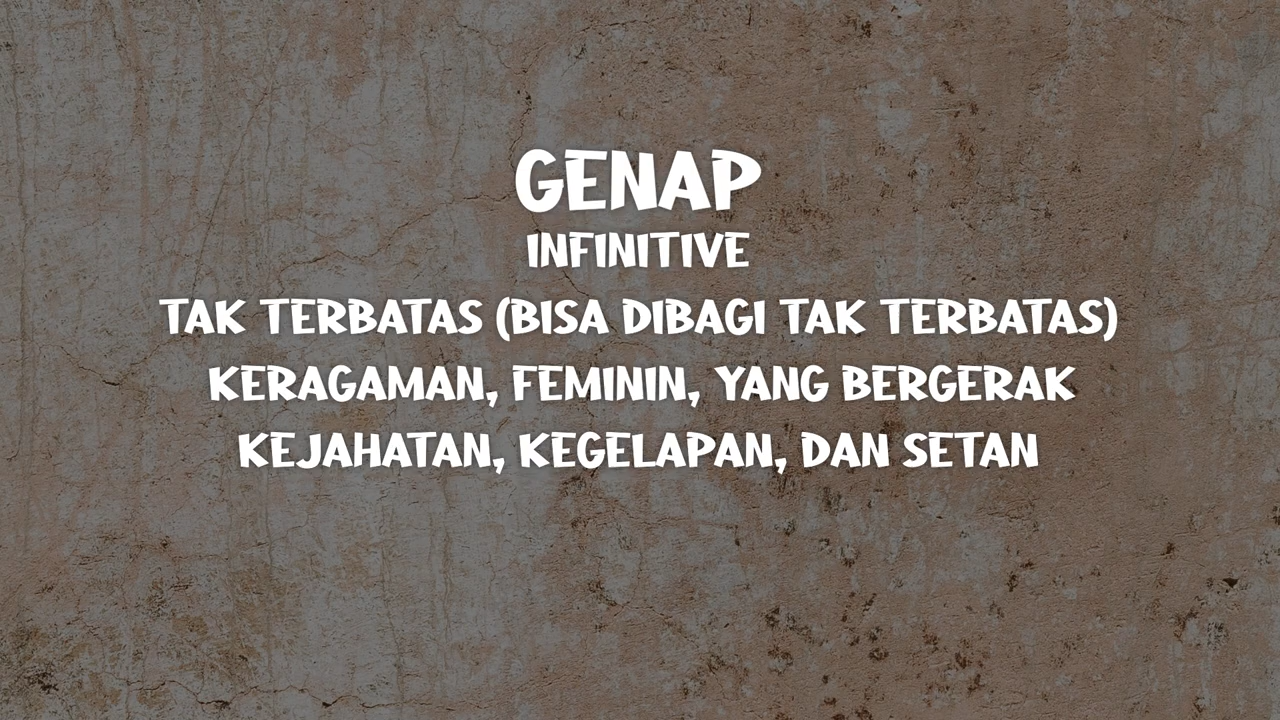 GENAP
INFINITIVE
TAK TERBATAS (BISA DIBAGI TAK TERBATAS)
KERAGAMAN, FEMININ, YANG BERGERAK
KEJAHATAN, KEGELAPAN, DAN SETAN